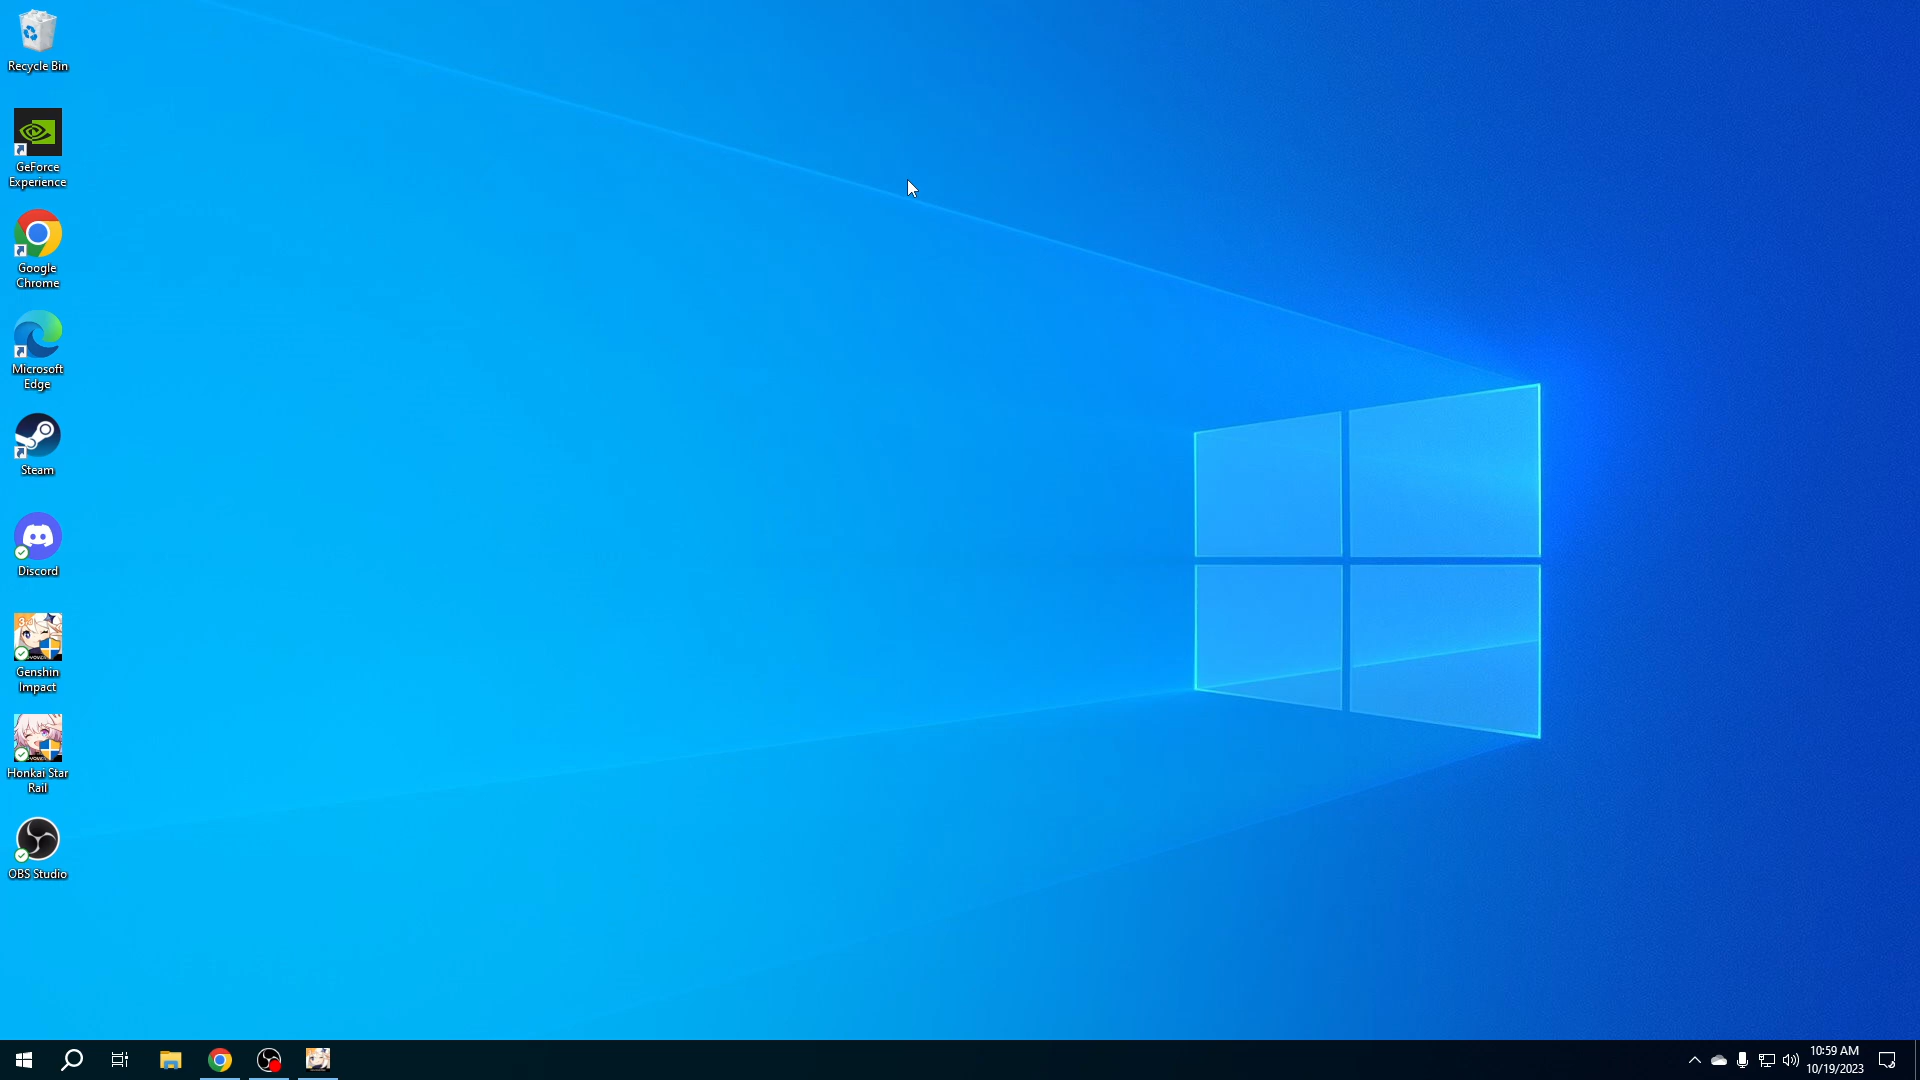 Recycle Bin
GeForce
Experience
Google
Chrome
Microsoft
Edge
Steam
Discord
Genshin
Impact
Honkai Star
Rail
OBS Studio
10:59 AM
10/19/2023